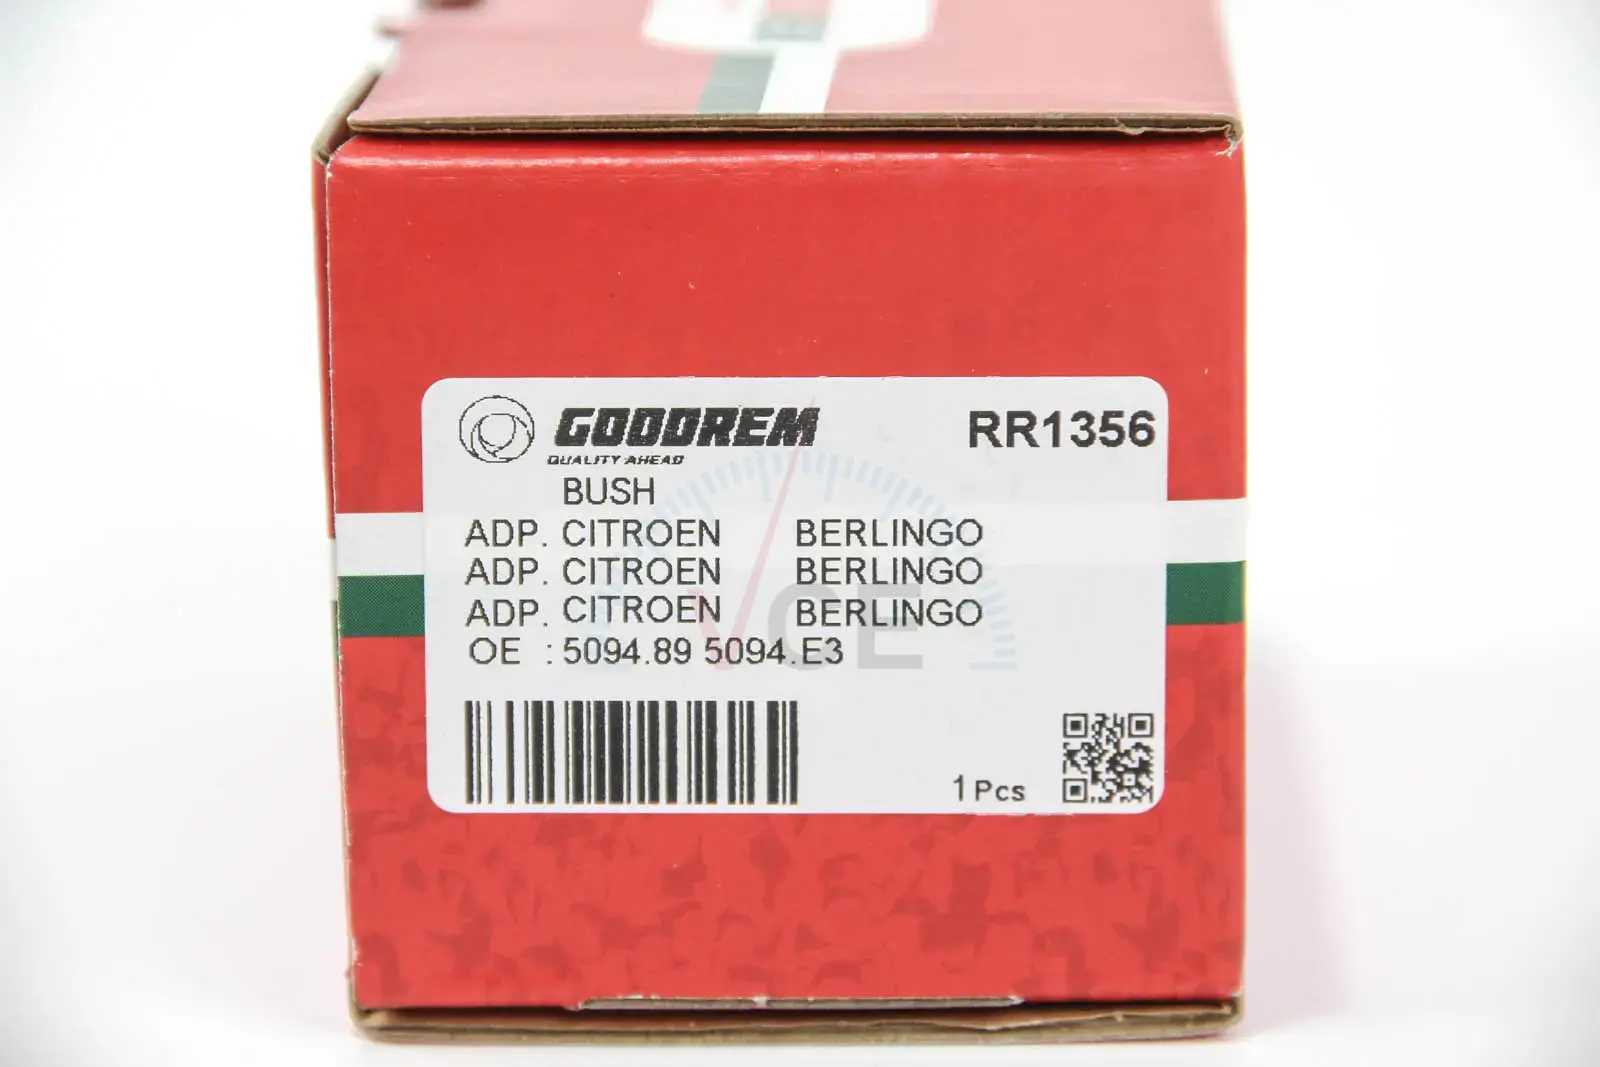 GOODREM RR1356
QUALITY AHEAD
BUSH
ADP. CITROEN BERLINGO
ADP. CITROEN BERLINGO
ADP. CITROEN BERLINGO
OE : 5094.89 5094.E3
VCE
1 Pcs